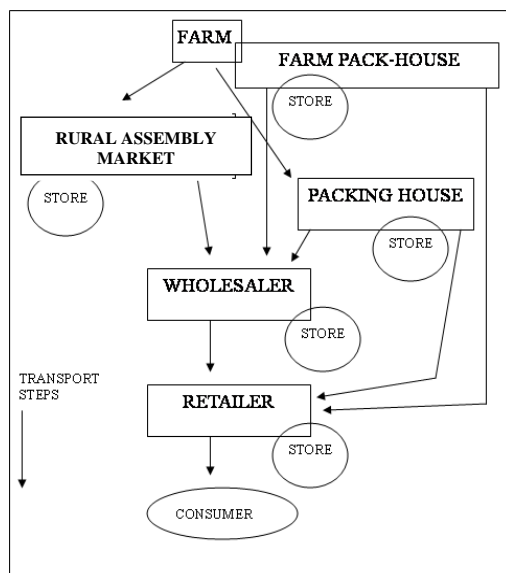 FARM
FARM PACK-HOUSE
STORE
RURAL ASSEMBLY
MARKET
STORE
PACKING HOUSE
STORE
WHOLESALER
STORE
TRANSPORT
STEPS
RETAILER
STORE
CONSUMER